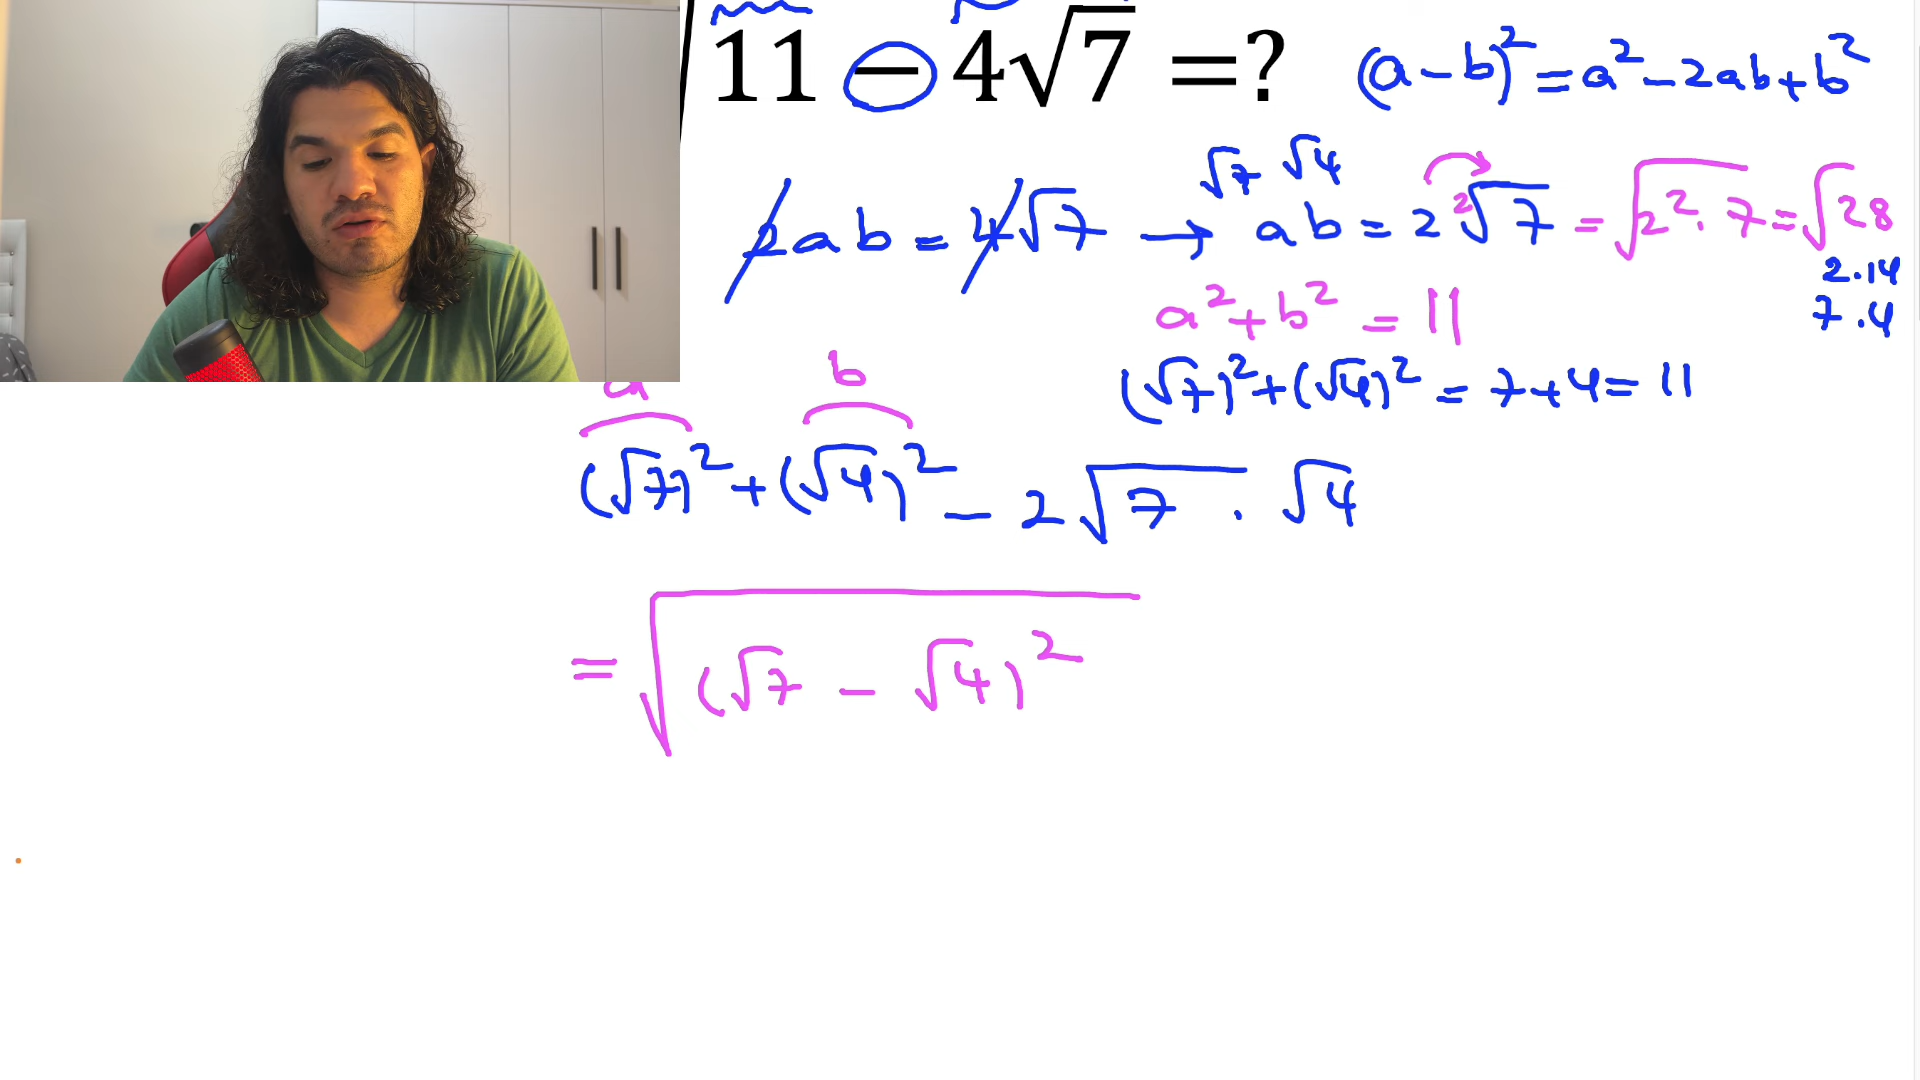 √11 − 4√7 =? (a − b)² = a² − 2ab + b²
√7 √4
2ab = 4√7 → ab = 2 ²√7 = √2² · 7 = √28
2.14
7.4
a² + b² = 11
(√7)² + (√4)² = 7 + 4 = 11
a b
(√7)² + (√4)² − 2√7 · √4
= √(√7 − √4)²